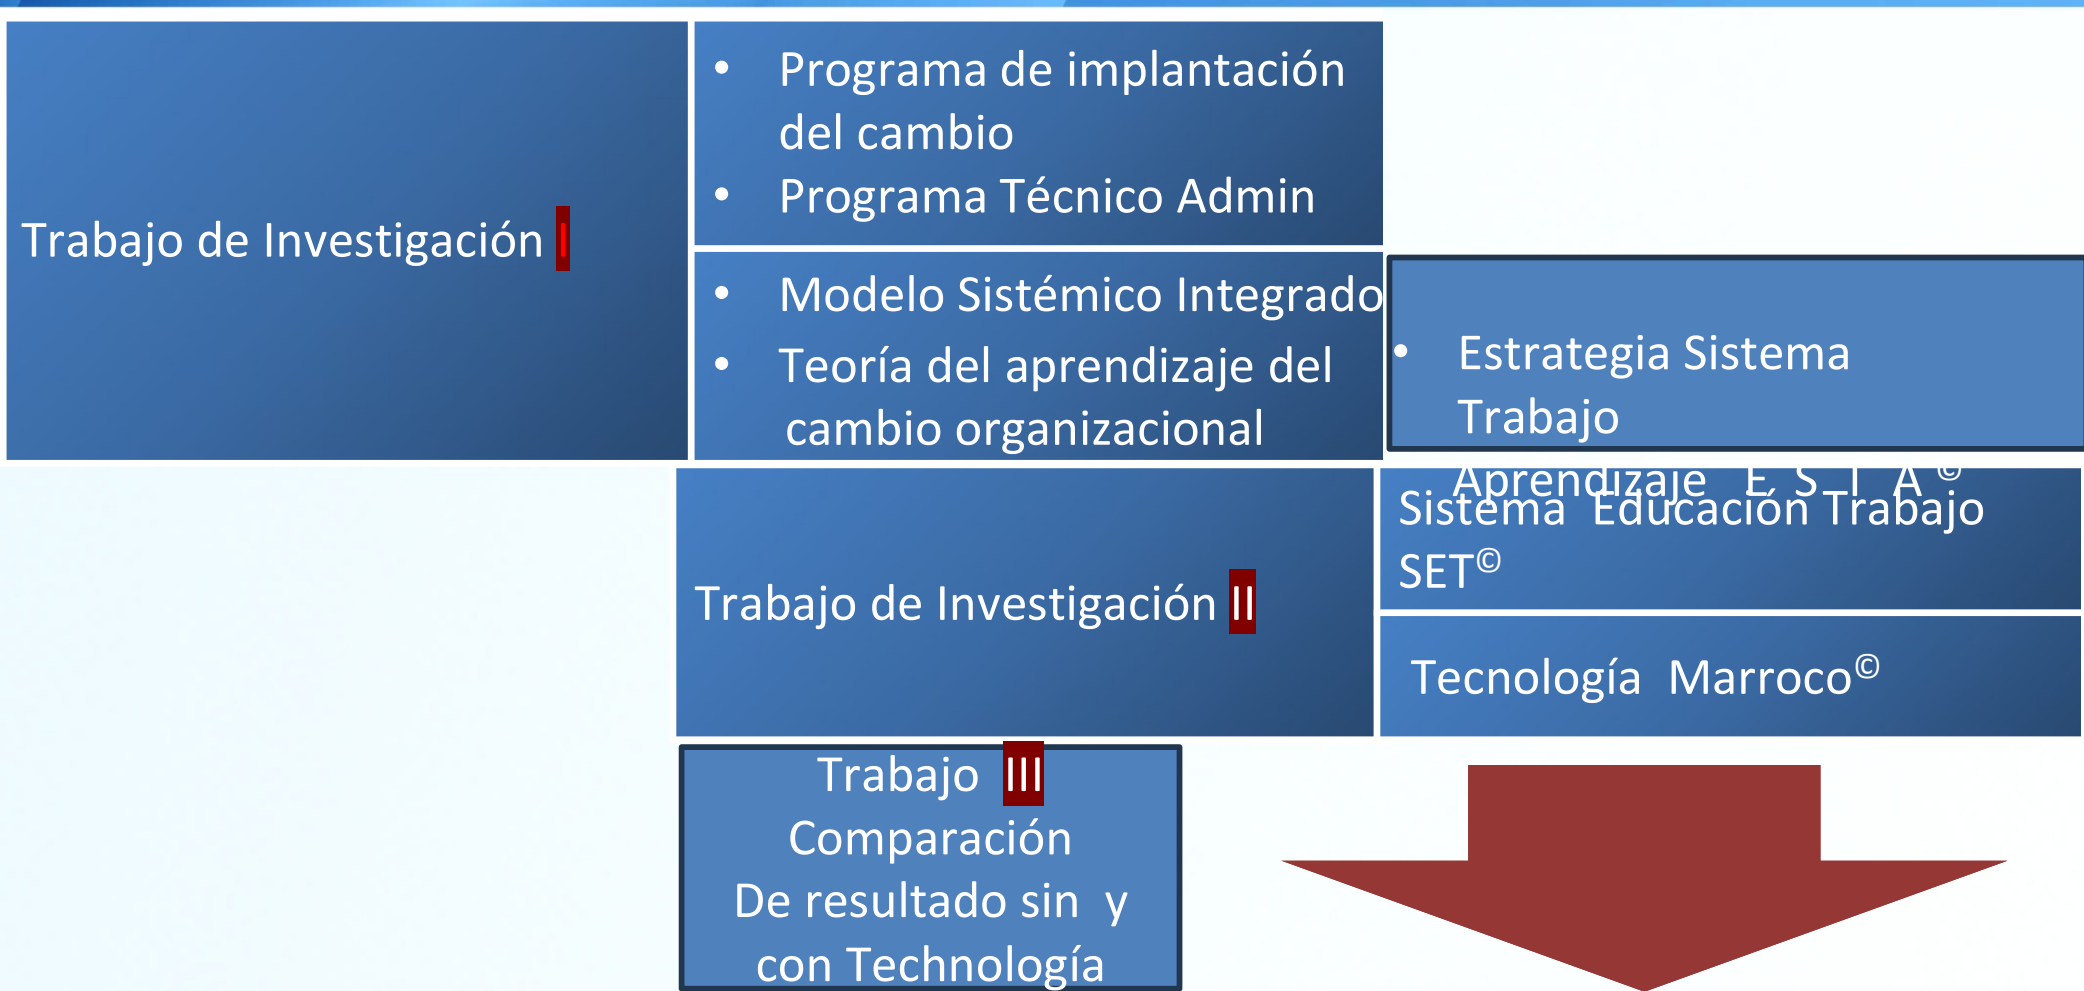 Trabajo de Investigación I
• Programa de implantación
del cambio
• Programa Técnico Admin
• Modelo Sistémico Integrado
• Teoría del aprendizaje del
cambio organizacional
• Estrategia Sistema
Trabajo
Aprendizaje E S T A©
Trabajo de Investigación II
Sistema Educación Trabajo
SET©
Tecnología Marroco©
Trabajo III
Comparación
De resultado sin y
con Technología